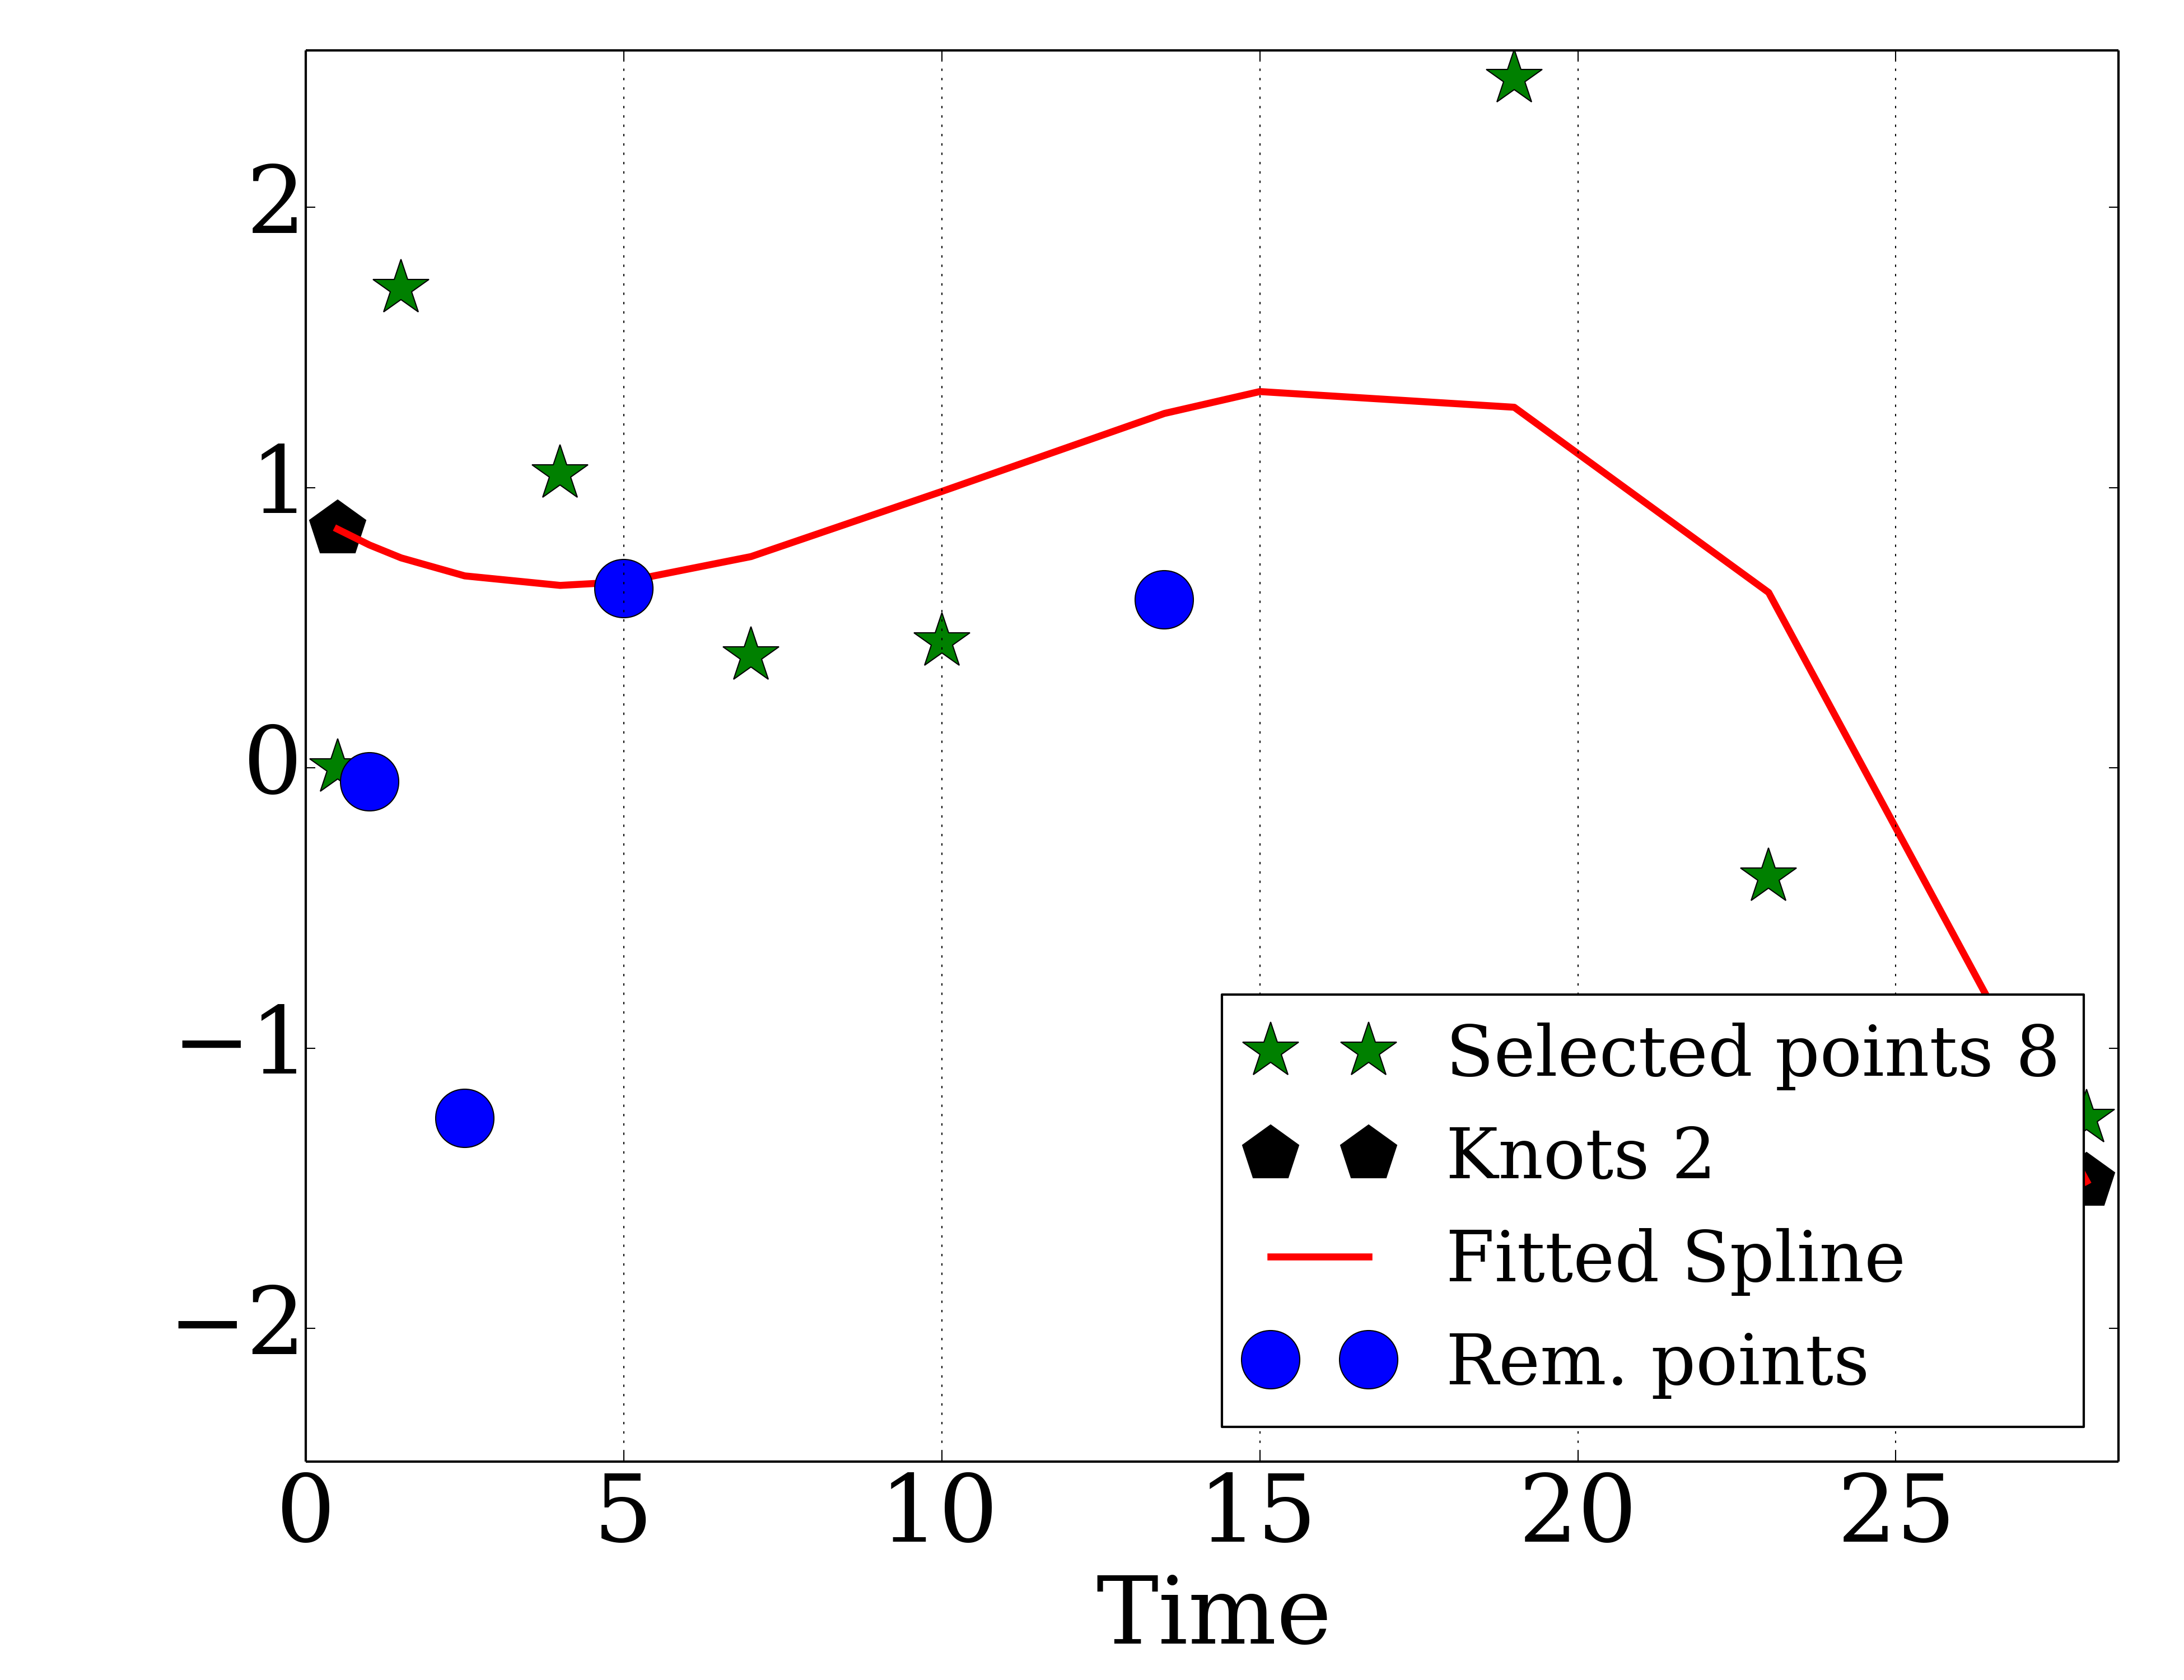 2
1
0
−1
−2
0 5 10 15 20 25
Time
Selected points 8
Knots 2
Fitted Spline
Rem. points